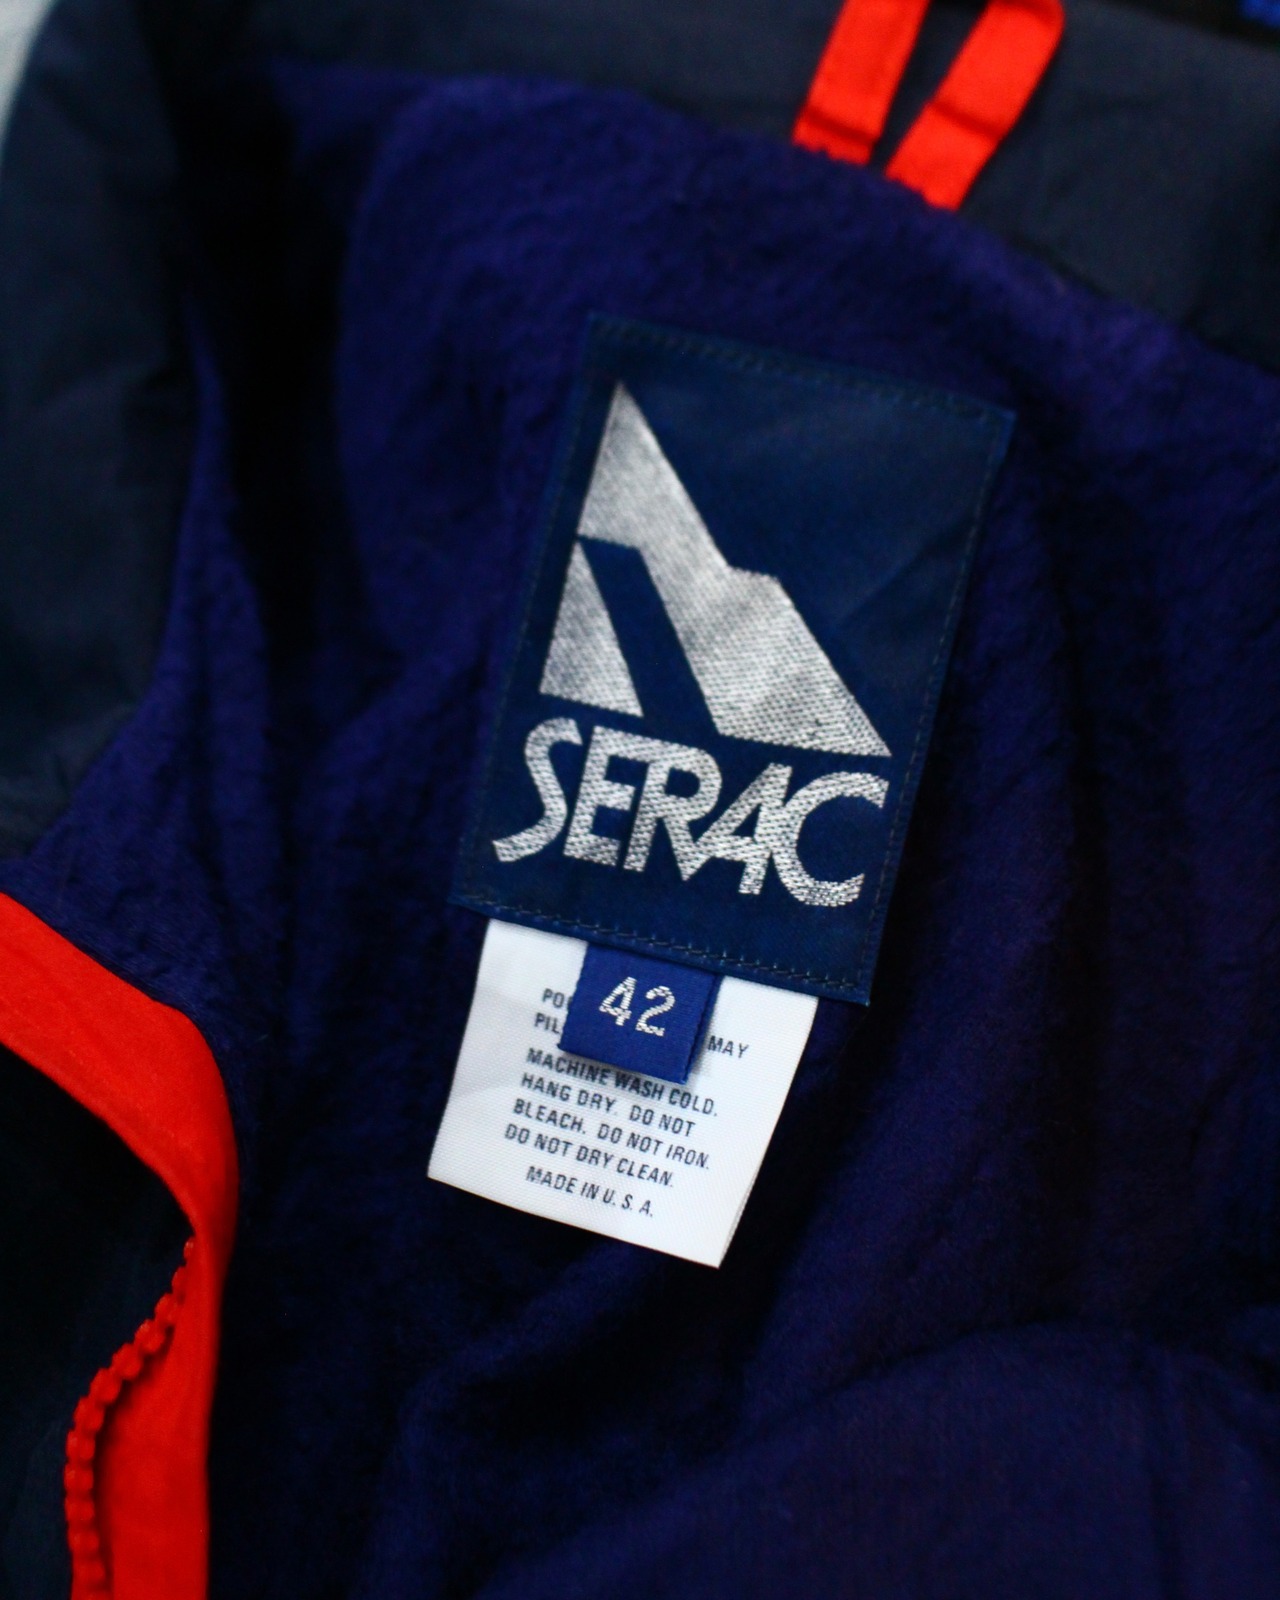 SERAC
42
MAY
MACHINE WASH COLD.
HANG DRY. DO NOT
BLEACH. DO NOT IRON.
DO NOT DRY CLEAN.
MADE IN U. S. A.